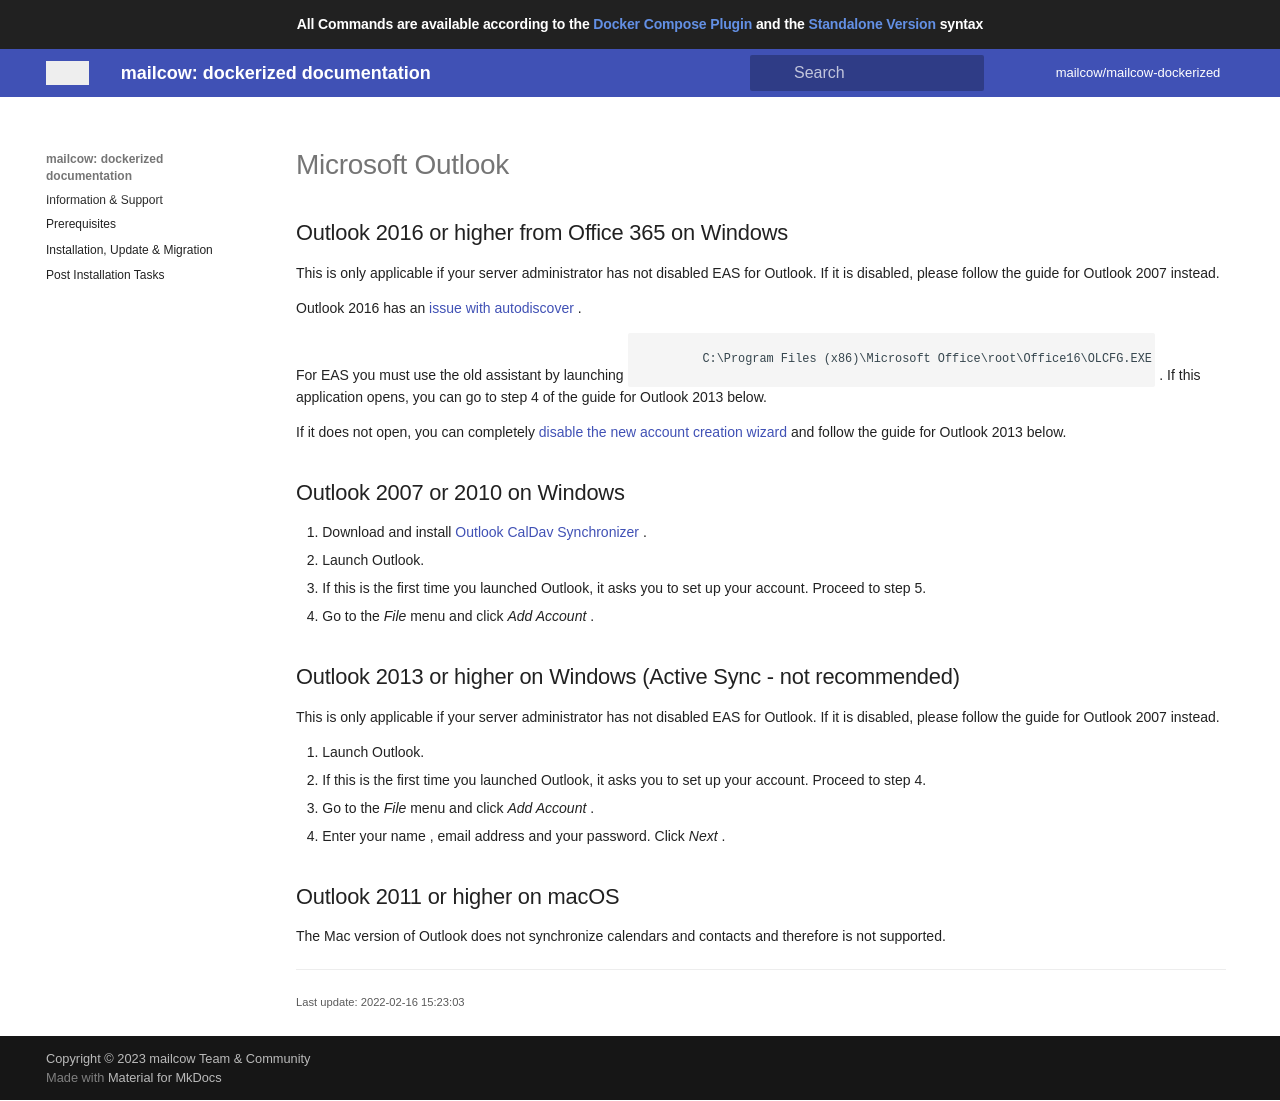 All Commands are available according to the Docker Compose Plugin and the Standalone Version syntax
mailcow: dockerized documentation
Search
mailcow/mailcow-dockerized
mailcow: dockerized
documentation
Information & Support
Prerequisites
Installation, Update & Migration
Post Installation Tasks
Microsoft Outlook
Outlook 2016 or higher from Office 365 on Windows
This is only applicable if your server administrator has not disabled EAS for Outlook. If it is disabled, please follow the guide for Outlook 2007 instead.
Outlook 2016 has an issue with autodiscover .
For EAS you must use the old assistant by launching C:\Program Files (x86)\Microsoft Office\root\Office16\OLCFG.EXE . If this
application opens, you can go to step 4 of the guide for Outlook 2013 below.
If it does not open, you can completely disable the new account creation wizard and follow the guide for Outlook 2013 below.
Outlook 2007 or 2010 on Windows
1. Download and install Outlook CalDav Synchronizer .
2. Launch Outlook.
3. If this is the first time you launched Outlook, it asks you to set up your account. Proceed to step 5.
4. Go to the File menu and click Add Account .
Outlook 2013 or higher on Windows (Active Sync - not recommended)
This is only applicable if your server administrator has not disabled EAS for Outlook. If it is disabled, please follow the guide for Outlook 2007 instead.
1. Launch Outlook.
2. If this is the first time you launched Outlook, it asks you to set up your account. Proceed to step 4.
3. Go to the File menu and click Add Account .
4. Enter your name , email address and your password. Click Next .
Outlook 2011 or higher on macOS
The Mac version of Outlook does not synchronize calendars and contacts and therefore is not supported.
Last update: 2022-02-16 15:23:03
Copyright © 2023 mailcow Team & Community
Made with Material for MkDocs